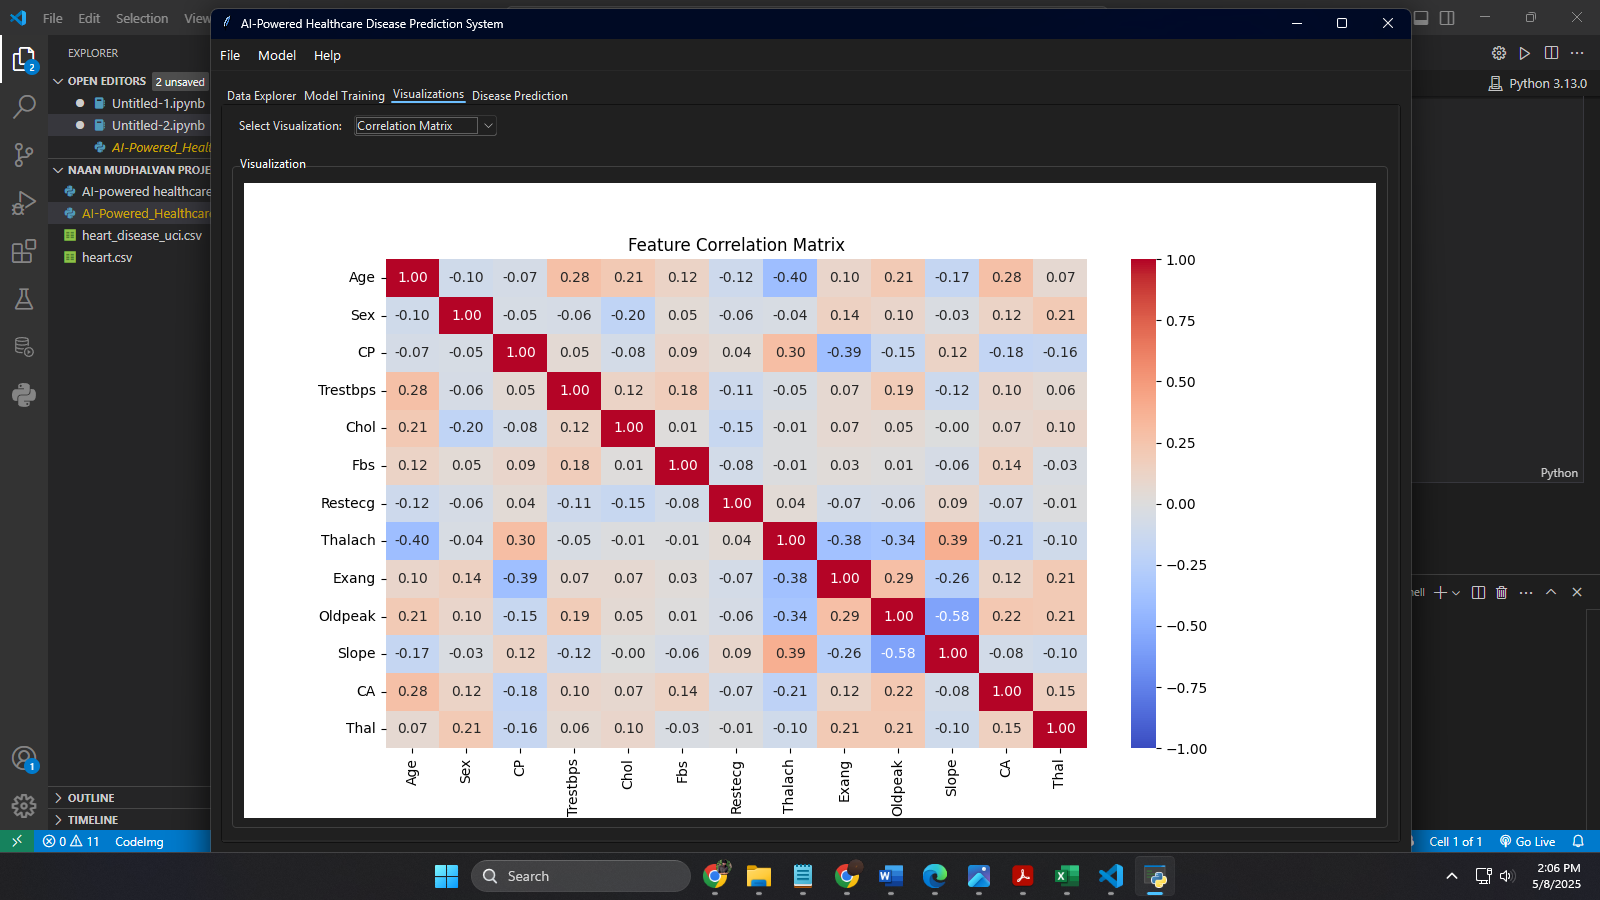 File Edit Selection View
AI-Powered Healthcare Disease Prediction System
File Model Help
EXPLORER
OPEN EDITORS 2 unsaved
Untitled-1.ipynb
Untitled-2.ipynb
AI-Powered_Healt
NAAN MUDHALVAN PROJE
AI-powered healthcare
AI-Powered_Healthcar
heart_disease_uci.csv
heart.csv
OUTLINE
TIMELINE
2
1
Data Explorer Model Training Visualizations Disease Prediction
Select Visualization: Correlation Matrix
Visualization
Feature Correlation Matrix
Age 1.00 -0.10 -0.07 0.28 0.21 0.12 -0.12 -0.40 0.10 0.21 -0.17 0.28 0.07
Sex -0.10 1.00 -0.05 -0.06 -0.20 0.05 -0.06 -0.04 0.14 0.10 -0.03 0.12 0.21
CP -0.07 -0.05 1.00 0.05 -0.08 0.09 0.04 0.30 -0.39 -0.15 0.12 -0.18 -0.16
Trestbps 0.28 -0.06 0.05 1.00 0.12 0.18 -0.11 -0.05 0.07 0.19 -0.12 0.10 0.06
Chol 0.21 -0.20 -0.08 0.12 1.00 0.01 -0.15 -0.01 0.07 0.05 -0.00 0.07 0.10
Fbs 0.12 0.05 0.09 0.18 0.01 1.00 -0.08 -0.01 0.03 0.01 -0.06 0.14 -0.03
Restecg -0.12 -0.06 0.04 -0.11 -0.15 -0.08 1.00 0.04 -0.07 -0.06 0.09 -0.07 -0.01
Thalach -0.40 -0.04 0.30 -0.05 -0.01 -0.01 0.04 1.00 -0.38 -0.34 0.39 -0.21 -0.10
Exang 0.10 0.14 -0.39 0.07 0.07 0.03 -0.07 -0.38 1.00 0.29 -0.26 0.12 0.21
Oldpeak 0.21 0.10 -0.15 0.19 0.05 0.01 -0.06 -0.34 0.29 1.00 -0.58 0.22 0.21
Slope -0.17 -0.03 0.12 -0.12 -0.00 -0.06 0.09 0.39 -0.26 -0.58 1.00 -0.08 -0.10
CA 0.28 0.12 -0.18 0.10 0.07 0.14 -0.07 -0.21 0.12 0.22 -0.08 1.00 0.15
Thal 0.07 0.21 -0.16 0.06 0.10 -0.03 -0.01 -0.10 0.21 0.21 -0.10 0.15 1.00
Age Sex CP Trestbps Chol Fbs Restecg Thalach Exang Oldpeak Slope CA Thal
1.00
0.75
0.50
0.25
0.00
−0.25
−0.50
−0.75
−1.00
Python 3.13.0
Python
ell
0 11 CodeImg
Cell 1 of 1 Go Live
Search
2:06 PM
5/8/2025